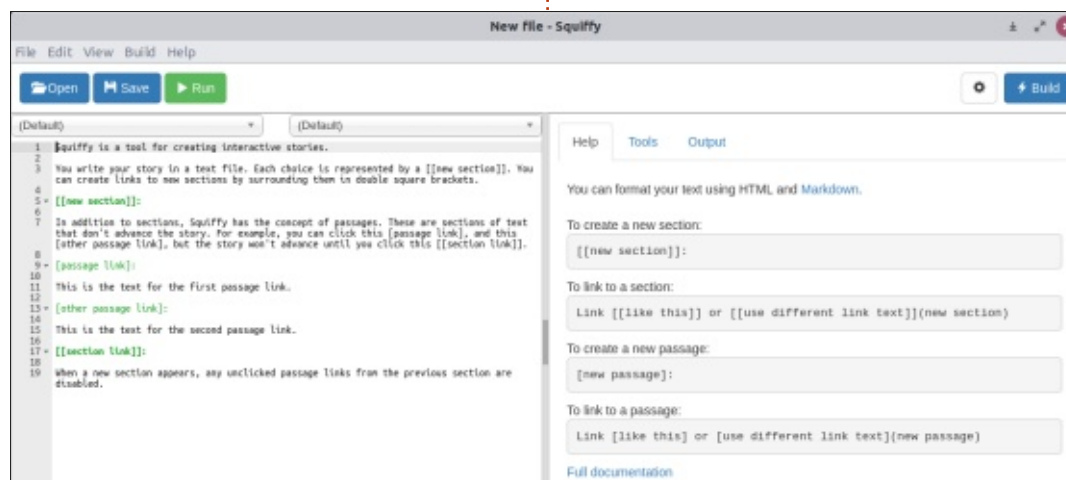 New file - Squiffy
File Edit View Build Help
Open Save Run Build
(Default) (Default)
1 Squiffy is a tool for creating interactive stories.
2
3 You write your story in a text file. Each choice is represented by a [[new section]]. You
can create links to new sections by surrounding them in double square brackets.
4
5 [[new section]]:
6
7 In addition to sections, Squiffy has the concept of passages. These are sections of text
that don't advance the story. For example, you can click this [passage link], and this
[other passage link], but the story won't advance until you click this [[section link]].
8
9 [passage link]:
10
11 This is the text for the first passage link.
12
13 [other passage link]:
14
15 This is the text for the second passage link.
16
17 [[section link]]:
18
19 When a new section appears, any unclicked passage links from the previous section are
disabled.
Help Tools Output
You can format your text using HTML and Markdown.
To create a new section:
[[new section]]:
To link to a section:
Link [[like this]] or [[use different link text]](new section)
To create a new passage:
[new passage]:
To link to a passage:
Link [like this] or [use different link text](new passage)
Full documentation